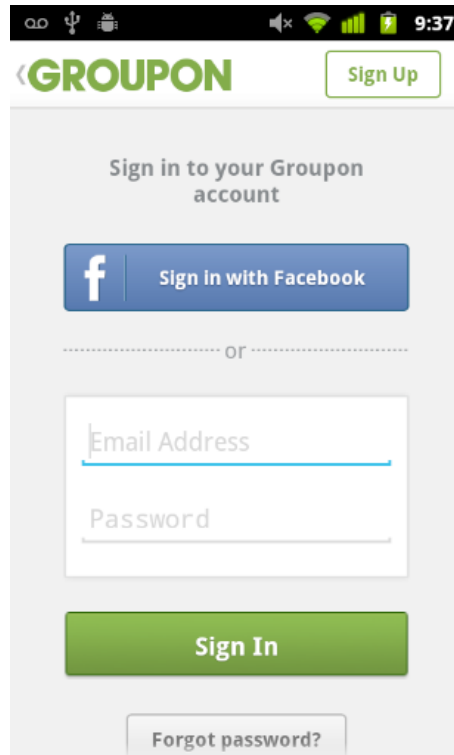 9:37
GROUPON
Sign Up
Sign in to your Groupon
account
f
Sign in with Facebook
or
Email Address
Password
Sign In
Forgot password?